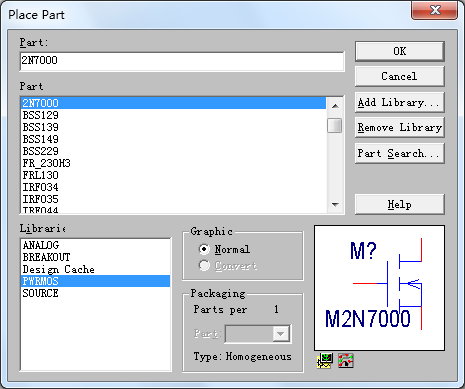 Place Part
Part:
2N7000
OK
Cancel
Part
2N7000
BSS129
BSS139
BSS149
BSS229
FR_230H3
FRL130
IRF034
IRF035
IRF044
Add Library...
Remove Library
Part Search...
Help
Librarie
ANALOG
BREAKOUT
Design Cache
PWRMOS
SOURCE
Graphic
Normal
Convert
Packaging
Parts per 1
Part
Type: Homogeneous
M?
M2N7000